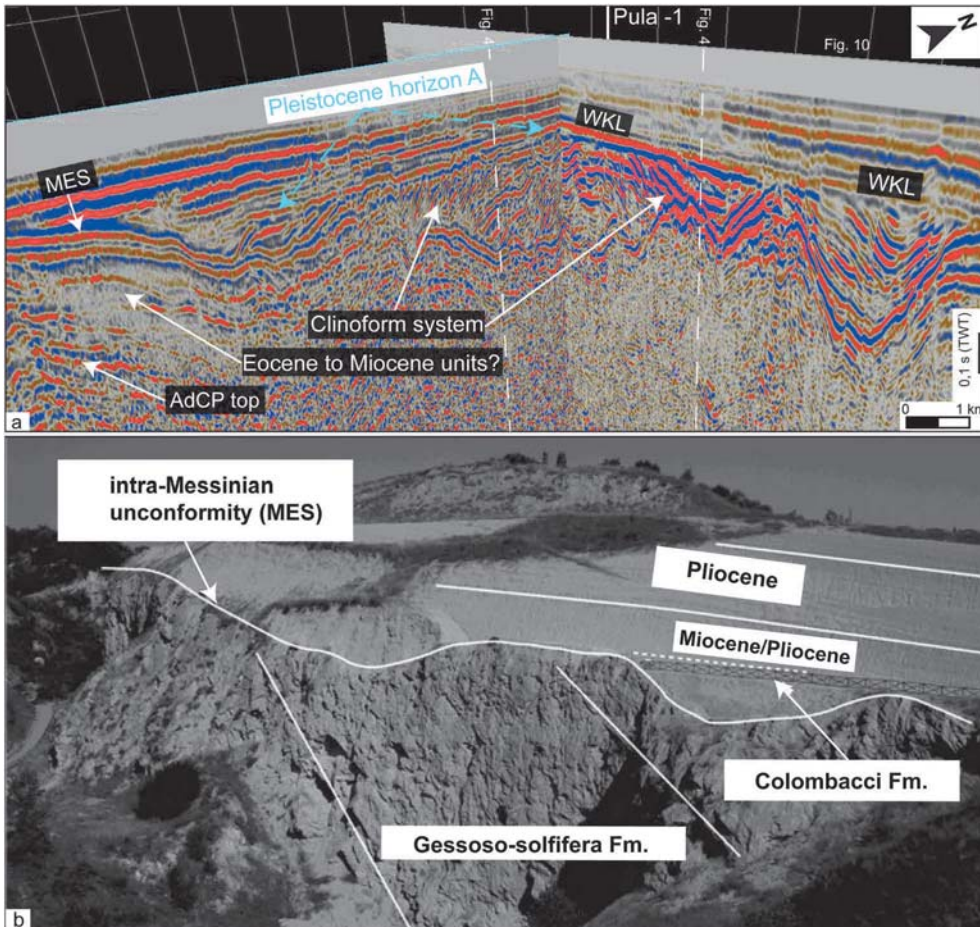 Fig. 4
Pula -1
Fig. 4
Fig. 10
N
Pleistocene horizon A
WKL
MES
WKL
Clinoform system
Eocene to Miocene units?
AdCP top
0,1 s (TWT)
0 1 km
a
intra-Messinian
unconformity (MES)
Pliocene
Miocene/Pliocene
Colombacci Fm.
Gessoso-solfifera Fm.
b